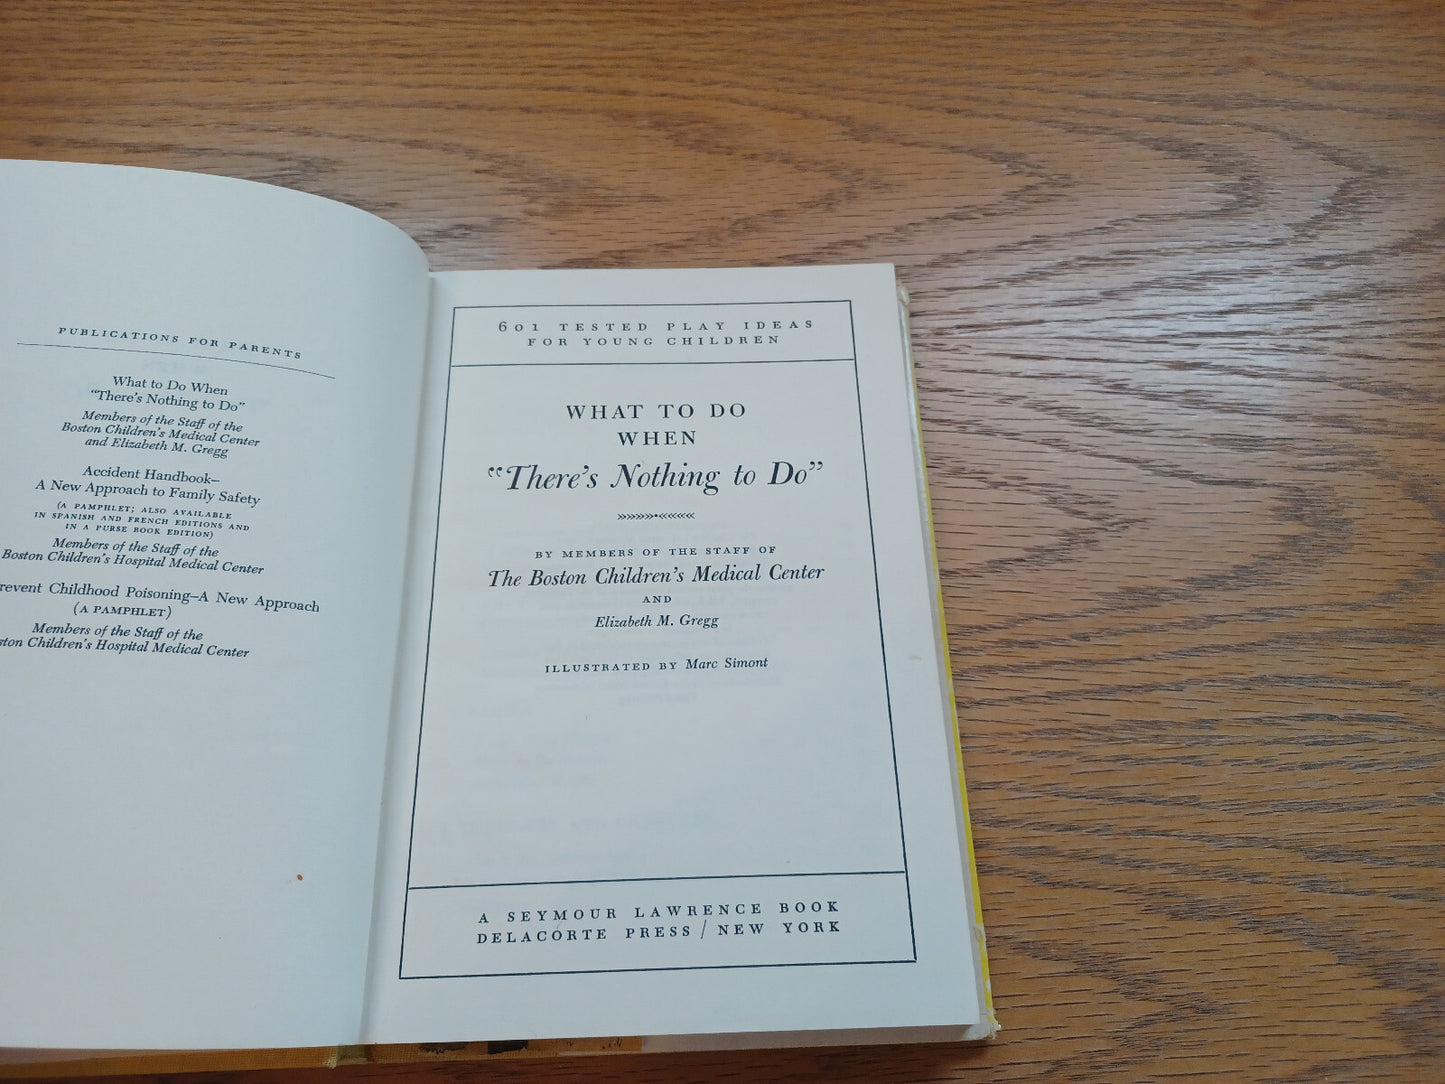 PUBLICATIONS FOR PARENTS
What to Do When
“There’s Nothing to Do”
Members of the Staff of the
Boston Children’s Medical Center
and Elizabeth M. Gregg
Accident Handbook–
A New Approach to Family Safety
(A PAMPHLET; ALSO AVAILABLE
IN SPANISH AND FRENCH EDITIONS AND
IN A PURSE BOOK EDITION)
Members of the Staff of the
Boston Children’s Hospital Medical Center
Childhood Poisoning–A New Approach
(A PAMPHLET)
Members of the Staff of the
Children’s Hospital Medical Center
601 TESTED PLAY IDEAS
FOR YOUNG CHILDREN
WHAT TO DO
WHEN
“There’s Nothing to Do”
»»»»»•«««««
BY MEMBERS OF THE STAFF OF
The Boston Children’s Medical Center
AND
Elizabeth M. Gregg
ILLUSTRATED BY Marc Simont
A SEYMOUR LAWRENCE BOOK
DELACORTE PRESS / NEW YORK